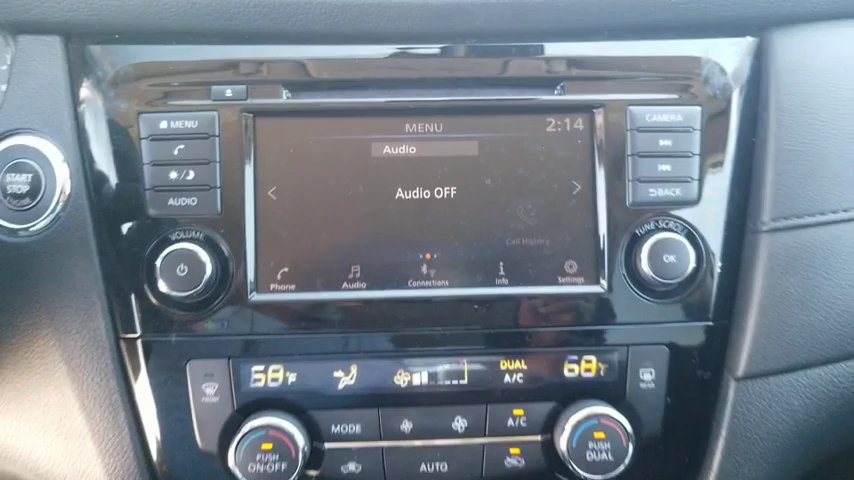 MENU
AUDIO
VOLUME
START
STOP
MENU
2:14
Audio
Audio OFF
Call History
Phone
Audio
Connections
Info
Settings
CAMERA
BACK
TUNE·SCROLL
OK
FRONT
68°F
DUAL
A/C
68°F
REAR
MODE
A/C
PUSH
ON·OFF
AUTO
PUSH
DUAL